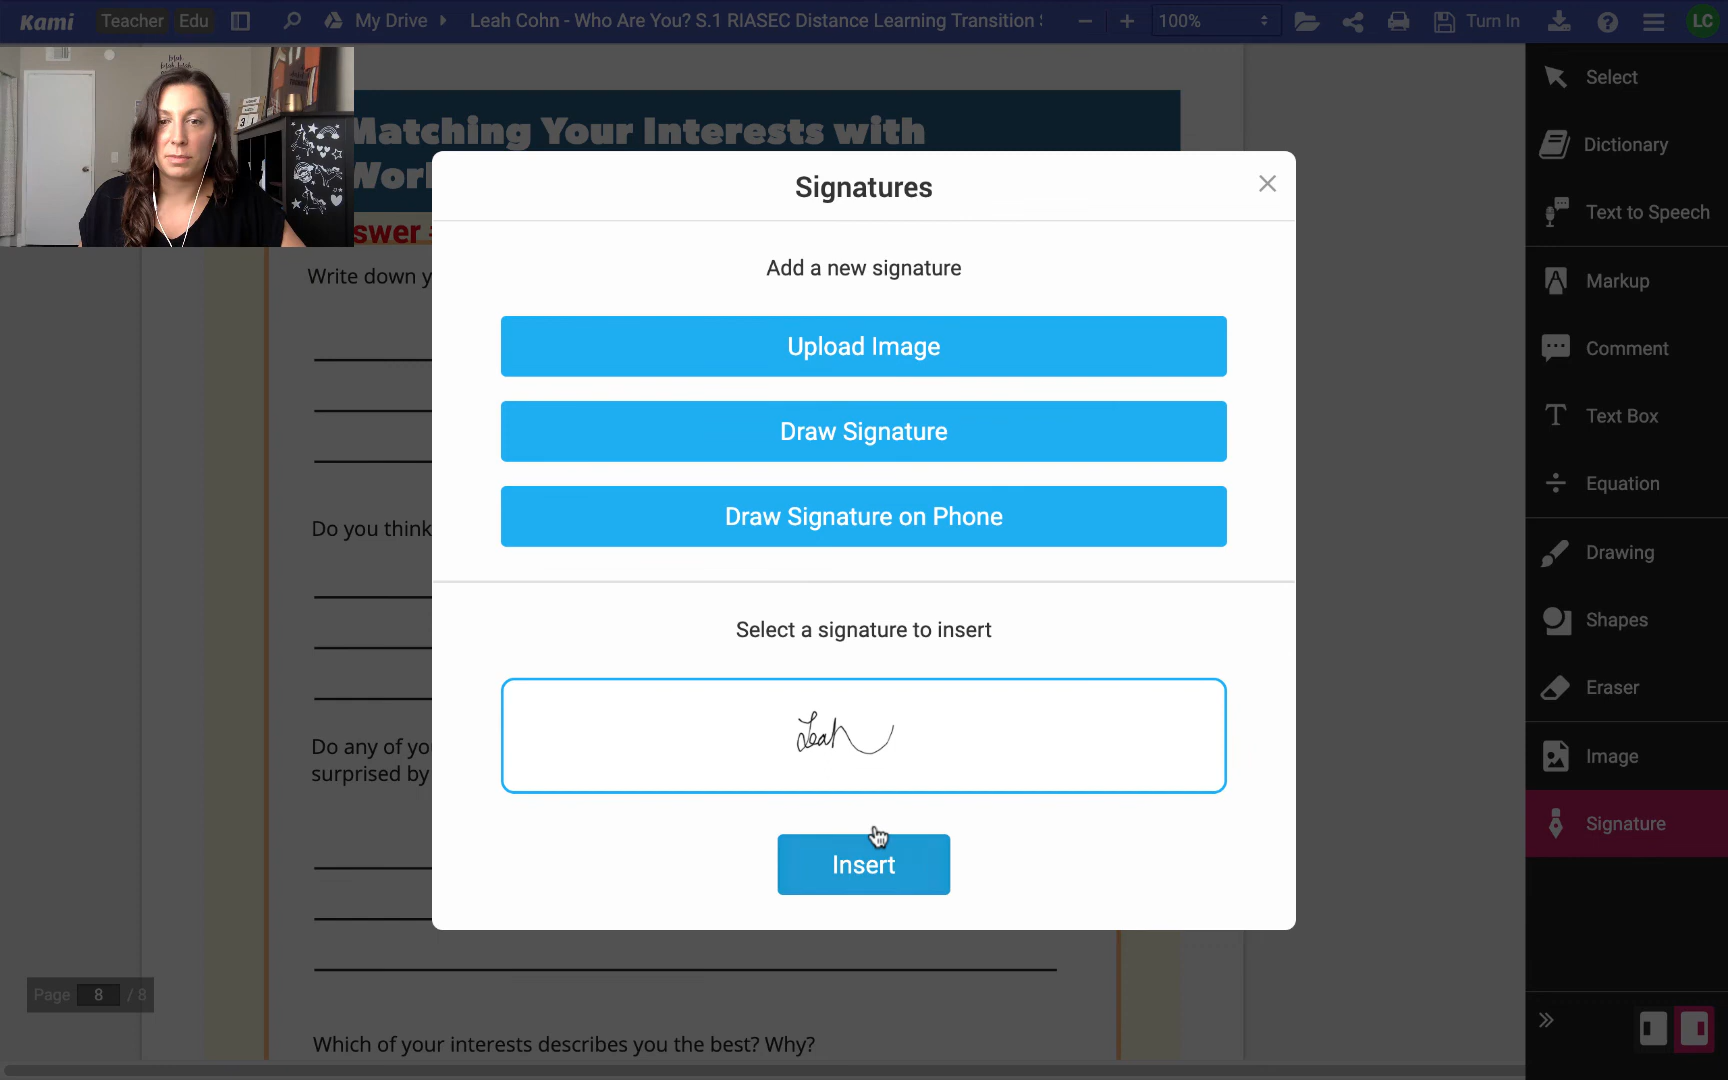 Kami Teacher Edu My Drive Leah Cohn - Who Are You? S.1 RIASEC Distance Learning Transition 100% Turn In LC
Matching Your Interests with
Worl
swer
Write down y
Do you think
Do any of yo
surprised by
Which of your interests describes you the best? Why?
Page 8 / 8
Signatures
Add a new signature
Upload Image
Draw Signature
Draw Signature on Phone
Select a signature to insert
Leah
Insert
Select
Dictionary
Text to Speech
Markup
Comment
Text Box
Equation
Drawing
Shapes
Eraser
Image
Signature